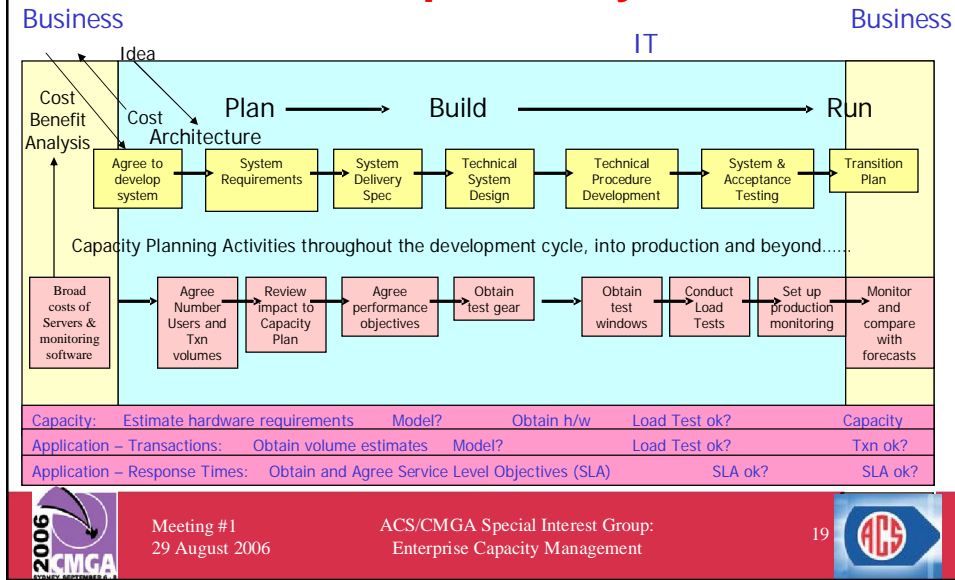 Business
Business
IT
Idea
Cost
Benefit
Analysis
Cost
Plan
Build
Run
Architecture
Agree to
develop
system
System
Requirements
System
Delivery
Spec
Technical
System
Design
Technical
Procedure
Development
System &
Acceptance
Testing
Transition
Plan
Capacity Planning Activities throughout the development cycle, into production and beyond......
Broad
costs of
Servers &
monitoring
software
Agree
Number
Users and
Txn
volumes
Review
impact to
Capacity
Plan
Agree
performance
objectives
Obtain
test gear
Obtain
test
windows
Conduct
Load
Tests
Set up
production
monitoring
Monitor
and
compare
with
forecasts
Capacity: Estimate hardware requirements Model? Obtain h/w Load Test ok? Capacity
Application – Transactions: Obtain volume estimates Model? Load Test ok? Txn ok?
Application – Response Times: Obtain and Agree Service Level Objectives (SLA) SLA ok? SLA ok?
2006
CMGA
SYDNEY SEPTEMBER 6 - 8
Meeting #1
29 August 2006
ACS/CMGA Special Interest Group:
Enterprise Capacity Management
19
ACS